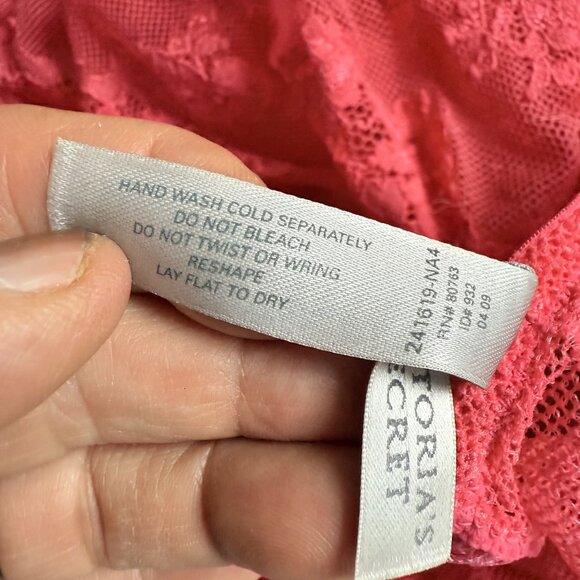 HAND WASH COLD SEPARATELY
DO NOT BLEACH
DO NOT TWIST OR WRING
RESHAPE
LAY FLAT TO DRY
241619-NA4
RN# 80763
ID# 932
04 09
TORIA'S
ECRET